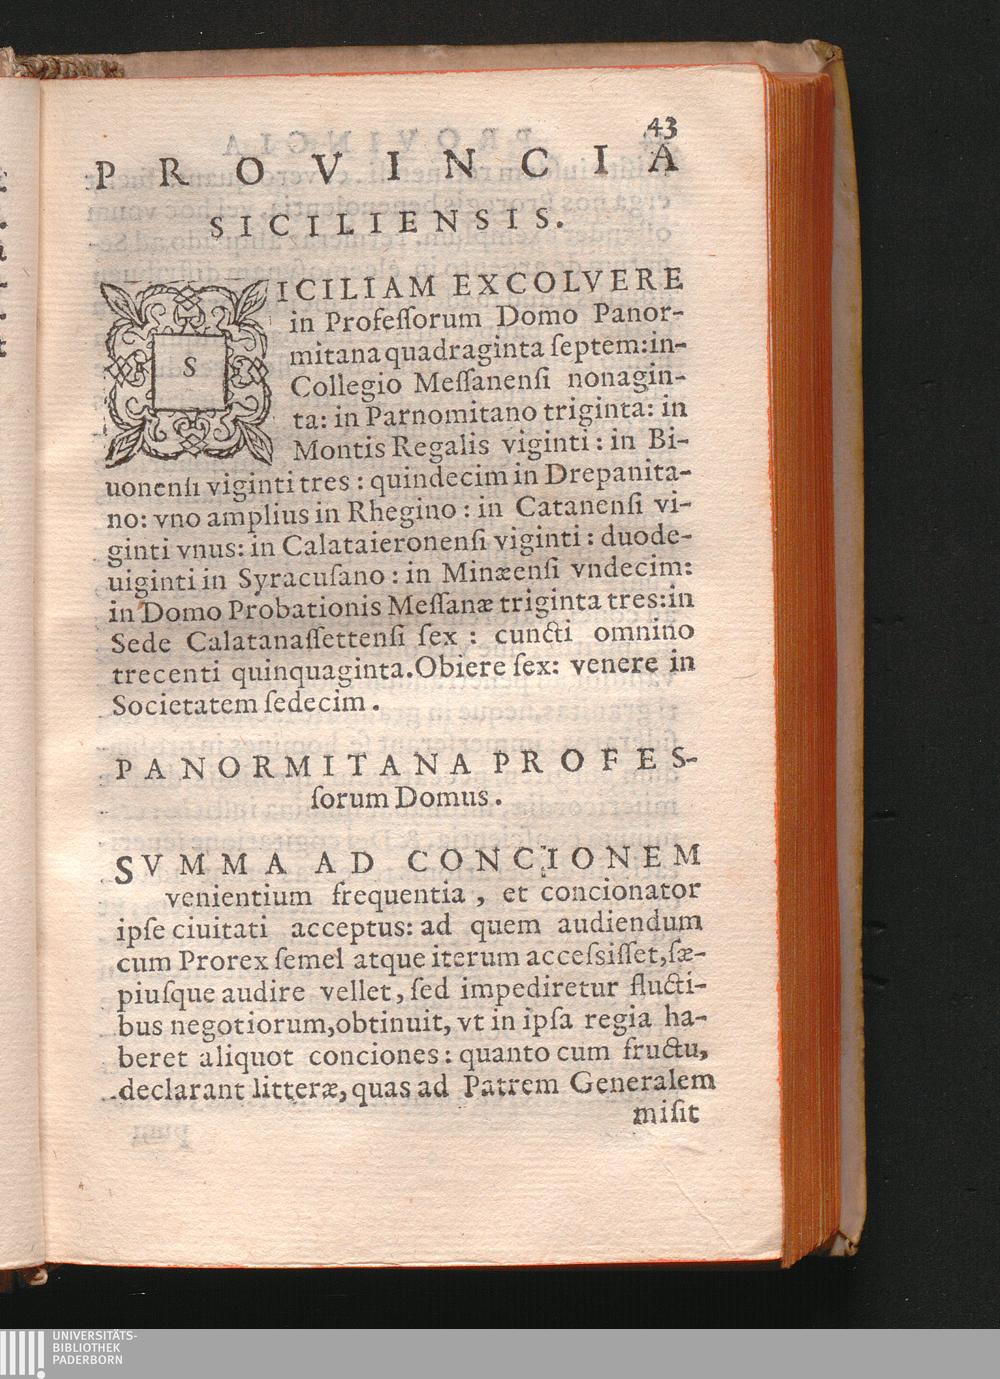 43
PROVINCIA
SICILIENSIS.
SICILIAM EXCOLVERE
in Profeſſorum Domo Panor-
mitana quadraginta ſeptem: in-
Collegio Meſſanenſi nonagin-
ta: in Parnomitano triginta: in
Montis Regalis viginti: in Bi-
uonenſi viginti tres: quindecim in Drepanita-
no: vno amplius in Rhegino: in Catanenſi vi-
ginti vnus: in Calataieronenſi viginti: duode-
uiginti in Syracuſano: in Minæenſi vndecim:
in Domo Probationis Meſſanæ triginta tres: in
Sede Calatanaſſettenſi ſex: cuncti omnino
trecenti quinquaginta. Obiere ſex: venere in
Societatem ſedecim.
PANORMITANA PROFES-
ſorum Domus.
SVMMA AD CONCIONEM
venientium frequentia, et concionator
ipſe ciuitati acceptus: ad quem audiendum
cum Prorex ſemel atque iterum acceſsiſſet, ſæ-
piuſque audire vellet, ſed impediretur fluctі-
bus negotiorum, obtinuit, vt in ipſa regia ha-
beret aliquot conciones: quanto cum fructu,
declarant litteræ, quas ad Patrem Generalem
miſit
UNIVERSITÄTS-
BIBLIOTHEK
PADERBORN